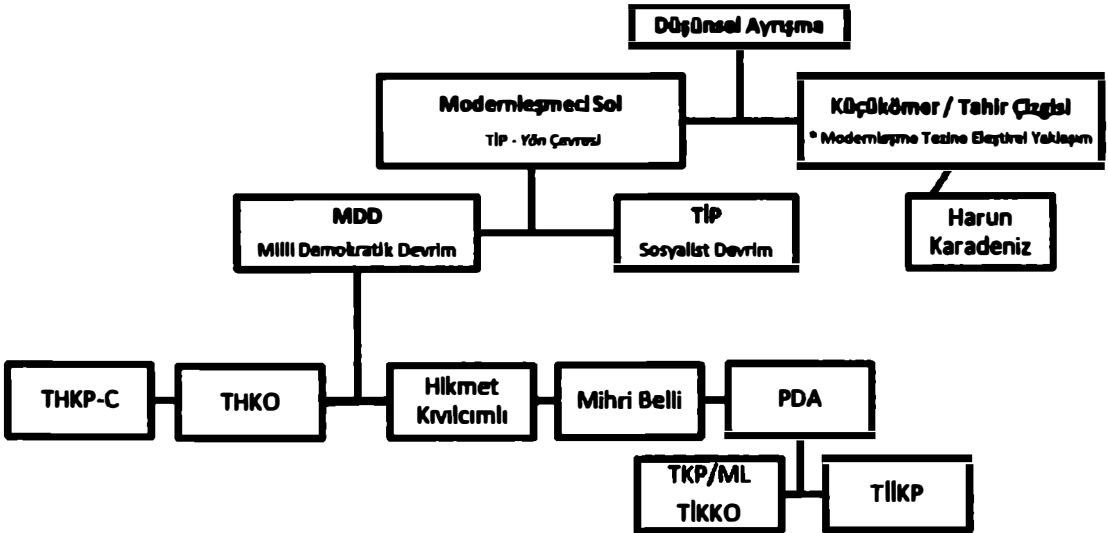 Düşünsel Ayrışma
Modernleşmeci Sol
TİP - Yön Çevresi
Küçükömer / Tahir Çizgisi
* Modernleşme Tezine Eleştirel Yaklaşım
MDD
Milli Demokratik Devrim
TİP
Sosyalist Devrim
Harun
Karadeniz
THKP-C
THKO
Hikmet
Kıvılcımlı
Mihri Belli
PDA
TKP/ML
TİKKO
TİİKP